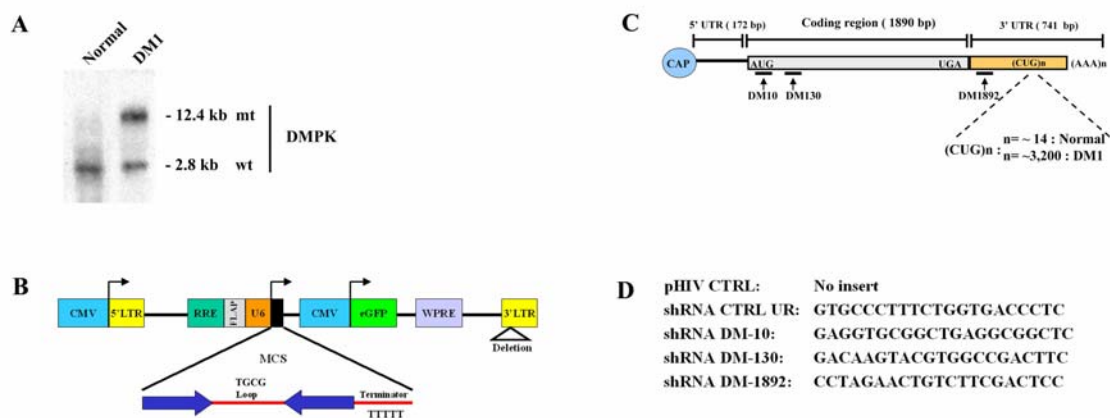 A
Normal
DM1
- 12.4 kb mt
- 2.8 kb wt
DMPK
B
CMV
5'LTR
RRE
FLAP
U6
CMV
eGFP
WPRE
3'LTR
Deletion
MCS
TGCG
Loop
Terminator
TTTTT
C
5' UTR ( 172 bp)
Coding region (1890 bp)
3' UTR ( 741 bp)
CAP
AUG
UGA
(CUG)n
(AAA)n
DM10
DM130
DM1892
(CUG)n :
n= ~ 14 : Normal
n= ~3,200 : DM1
D
pHIV CTRL: No insert
shRNA CTRL UR: GTGCCCTTTCTGGTGACCCTC
shRNA DM-10: GAGGTGCGGCTGAGGCGGCTC
shRNA DM-130: GACAAGTACGTGGCCGACTTC
shRNA DM-1892: CCTAGAACTGTCTTCGACTCC